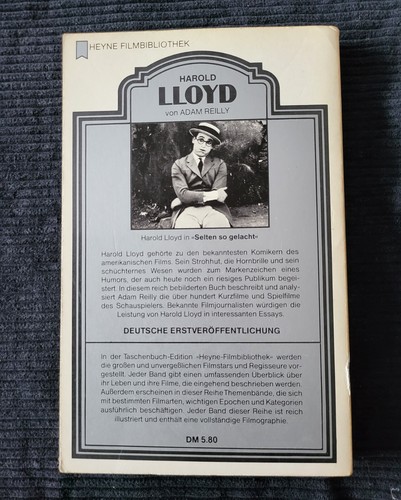 HEYNE FILMBIBLIOTHEK
HAROLD
LLOYD
von ADAM REILLY
Harold Lloyd in »Selten so gelacht«
Harold Lloyd gehörte zu den bekanntesten Komikern des
amerikanischen Films. Sein Strohhut, die Hornbrille und sein
schüchternes Wesen wurden zum Markenzeichen eines
Humors, der auch heute noch ein riesiges Publikum begei-
stert. In diesem reich bebilderten Buch beschreibt und analy-
siert Adam Reilly die über hundert Kurzfilme und Spielfilme
des Schauspielers. Bekannte Filmjournalisten würdigen die
Leistung von Harold Lloyd in interessanten Essays.
DEUTSCHE ERSTVERÖFFENTLICHUNG
In der Taschenbuch-Edition »Heyne-Filmbibliothek« werden
die großen und unvergeßlichen Filmstars und Regisseure vor-
gestellt. Jeder Band gibt einen umfassenden Überblick über
ihr Leben und ihre Filme, die eingehend beschrieben werden.
Außerdem erscheinen in dieser Reihe Themenbände, die sich
mit bestimmten Filmarten, wichtigen Epochen und Kategorien
ausführlich beschäftigen. Jeder Band dieser Reihe ist reich
illustriert und enthält eine vollständige Filmografie.
DM 5.80